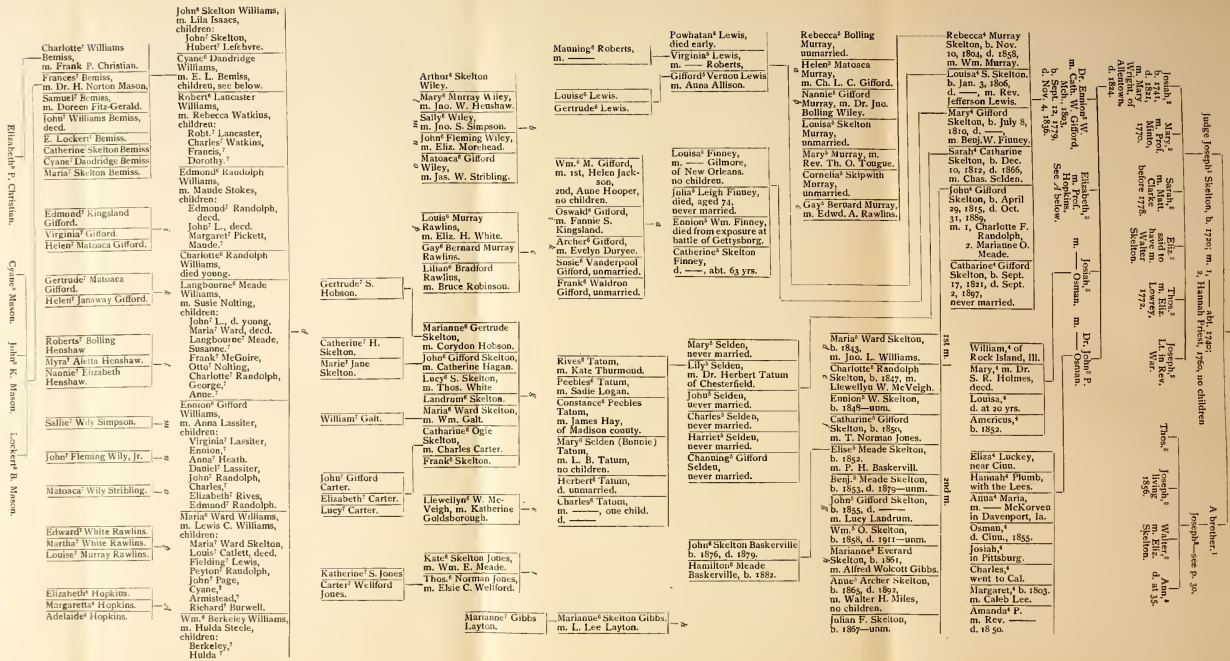 Elizabeth⁸ P. Christian.
Cyane⁸ Mason.
John⁸ K. Mason.
Lockert⁸ B. Mason.
Charlotte⁷ Williams
Bemiss,
m. Frank P. Christian.
Frances⁷ Bemiss,
m. Dr. H. Norton Mason,
Samuel⁷ Bemiss,
m. Doreen Fitz-Gerald.
John⁷ Williams Bemiss,
decd.
E. Lockert⁷ Bemiss.
Catherine Skelton Bemiss
Cyane⁷ Dandridge Bemiss
Maria⁷ Skelton Bemiss.
Edmond⁷ Kingsland
Gifford.
Virginia⁷ Gifford.
Helen⁷ Matoaca Gifford.
Gertrude⁷ Matoaca
Gifford.
Helen⁷ Janaway Gifford.
Roberts⁷ Bolling
Henshaw
Myra⁷ Aletta Henshaw.
Nannie⁷ Elizabeth
Henshaw.
Sallie⁷ Wily Simpson.
John⁷ Fleming Wily, Jr.
Matoaca⁷ Wily Stribling.
Edward⁷ White Rawlins.
Martha⁷ White Rawlins.
Louise⁷ Murray Rawlins.
Elizabeth⁶ Hopkins.
Margaretta⁶ Hopkins.
Adelaide⁶ Hopkins.
John⁶ Skelton Williams,
m. Lila Isaacs,
children:
John⁷ Skelton,
Hubert⁷ Lefebvre.
Cyane⁶ Dandridge
Williams,
m. E. L. Bemiss,
children, see below.
Robert⁶ Lancaster
Williams,
m. Rebecca Watkins,
children:
Robt.⁷ Lancaster,
Charles⁷ Watkins,
Francis,⁷
Dorothy.⁷
Edmond⁶ Randolph
Williams,
m. Maude Stokes,
children:
Edmund⁷ Randolph,
decd.
John⁷ L., decd.
Margaret⁷ Pickett,
Maude.⁷
Charlotte⁶ Randolph
Williams,
died young.
Langbourne⁶ Meade
Williams,
m. Susie Nolting,
children:
John⁷ L., d. young,
Maria⁷ Ward, decd.
Langbourne⁷ Meade,
Susanne,⁷
Frank⁷ McGuire,
Otto⁷ Nolting,
Charlotte⁷ Randolph,
George,⁷
Anne.⁷
Ennion⁶ Gifford
Williams,
m. Anna Lassiter,
children:
Virginia⁷ Lassiter,
Ennion,⁷
Anna⁷ Heath.
Daniel⁷ Lassiter,
John⁷ Randolph,
Charles,⁷
Elizabeth⁷ Rives,
Edmund⁷ Randolph.
Maria⁶ Ward Williams,
m. Lewis C. Williams,
children:
Maria⁷ Ward Skelton,
Louis⁷ Catlett, decd.
Fielding⁷ Lewis,
Peyton⁷ Randolph,
John⁷ Page,
Cyane,⁷
Armistead,⁷
Richard⁷ Burwell.
Wm.⁶ Berkeley Williams,
m. Hulda Steele,
children:
Berkeley,⁷
Hulda⁷
Gertrude⁷ S.
Hobson.
Catherine⁷ H.
Skelton.
Marie⁷ Jane
Skelton.
William⁷ Galt.
John⁷ Gifford
Carter.
Elizabeth⁷ Carter.
Lucy⁷ Carter.
Katherine⁷ S. Jones
Carter⁷ Wellford
Jones.
Arthur⁶ Skelton
Wiley.
Mary⁶ Murray Wiley,
m. Jno. W. Henshaw.
Sally⁶ Wiley,
m. Jno. S. Simpson.
John⁶ Fleming Wiley,
m. Eliz. Morehead.
Matoaca⁶ Gifford
Wiley,
m. Jas. W. Stribling.
Louis⁶ Murray
Rawlins,
m. Eliz. H. White.
Gay⁶ Bernard Murray
Rawlins.
Lilian⁶ Bradford
Rawlins,
m. Bruce Robinson.
Marianne⁶ Gertrude
Skelton,
m. Corydon Hobson.
John⁶ Gifford Skelton,
m. Catherine Hagan.
Lucy⁶ S. Skelton,
m. Thos. White
Landrum⁶ Skelton.
Maria⁶ Ward Skelton,
m. Wm. Galt.
Catharine⁶ Ogie
Skelton,
m. Charles Carter.
Frank⁶ Skelton.
Llewellyn⁶ W. Mc-
Veigh, m. Katherine
Goldsborough.
Kate⁶ Skelton Jones,
m. Wm. E. Meade.
Thos.⁶ Norman Jones,
m. Elsie C. Wellford.
Marianne⁷ Gibbs
Layton.
Marianne⁶ Skelton Gibbs.
m. L. Lee Layton.
Manning⁶ Roberts,
m. ——
Louise⁶ Lewis.
Gertrude⁶ Lewis.
Wm.⁶ M. Gifford,
m. 1st, Helen Jack-
son,
2nd, Anne Hooper,
no children.
Oswald⁶ Gifford,
m. Fannie S.
Kingsland.
Archer⁶ Gifford,
m. Evelyn Duryee.
Susie⁶ Vanderpool
Gifford, unmarried.
Frank⁶ Waldron
Gifford, unmarried.
Rives⁶ Tatum,
m. Kate Thurmoud.
Peebles⁶ Tatum,
m. Sadie Logan.
Constance⁶ Peebles
Tatum,
m. James Hay,
of Madison county.
Mary⁶ Selden (Bunnie)
Tatum,
m. L. B. Tatum,
no children.
Herbert⁶ Tatum,
d. unmarried.
Charles⁶ Tatum,
m. ——, one child.
d. ——
Powhatan⁵ Lewis,
died early.
Virginia⁵ Lewis,
m. —— Roberts,
Gifford⁵ Vernon Lewis
m. Anna Allison.
Louisa⁵ Finney,
m. —— Gilmore,
of New Orleans.
no children.
Julia⁵ Leigh Finney,
died, aged 74,
never married.
Ennion⁵ Wm. Finney,
died from exposure at
battle of Gettysborg.
Catherine⁵ Skelton
Finney,
d. ——, abt. 63 yrs.
Mary⁵ Selden,
never married.
Lily⁵ Selden,
m. Dr. Herbert Tatum
of Chesterfield.
John⁵ Selden,
never married.
Charles⁵ Selden,
never married.
Harriet⁵ Selden,
never married.
Channing⁵ Gifford
Selden,
never married.
John⁶ Skelton Baskerville
b. 1876, d. 1879.
Hamilton⁶ Meade
Baskerville, b. 1882.
Rebecca⁵ Bolling
Murray,
unmarried.
Helen⁵ Matoaca
Murray,
m. Ch. L. C. Gifford.
Nannie⁵ Gifford
Murray, m. Dr. Jno.
Bolling Wiley.
Lonisa⁵ Skelton
Murray,
unmarried.
Mary⁵ Murray, m.
Rev. Th. O. Tongue.
Cornelia⁵ Skipwith
Murray,
unmarried.
Gay⁵ Bernard Murray,
m. Edwd. A. Rawlins.
Maria⁵ Ward Skelton,
b. 1843,
m. Jno. L. Williams.
Charlotte⁵ Randolph
Skelton, b. 1847, m.
Llewellyn W. McVeigh.
Ennion⁵ W. Skelton,
b. 1848—unm.
Catharine⁵ Gifford
Skelton, b. 1850,
m. T. Norman Jones.
Elise⁵ Meade Skelton,
b. 1852.
m. P. H. Baskervill.
Benj.⁵ Meade Skelton,
b. 1853, d. 1879—unm.
John⁵ Gifford Skelton,
b. 1855, d. ——
m. Lucy Landrum.
Wm.⁵ O. Skelton,
b. 1858, d. 1911—unm.
Marianne⁵ Everard
Skelton, b. 1861,
m. Alfred Wolcott Gibbs.
Anne⁵ Archer Skelton,
b. 1865, d. 1892,
m. Walter H. Miles,
no children.
Julian F. Skelton,
b. 1867—unm.
1st m.
2nd m.
Rebecca⁴ Murray
Skelton, b. Nov.
10, 1804, d. 1858,
m. Wm. Murray.
Louisa⁴ S. Skelton.
b. Jan. 3, 1806,
d. ——, m. Rev.
Jefferson Lewis.
Mary⁴ Gifford
Skelton, b. July 8,
1810, d. ——,
m. Benj.W. Finney.
Sarah⁴ Catharine
Skelton, b. Dec.
10, 1812, d. 1866,
m. Chas. Selden.
John⁴ Gifford
Skelton, b. April
29, 1815, d. Oct.
31, 1889,
m. 1, Charlotte F.
Randolph,
2. Marianne O.
Meade.
Catharine⁴ Gifford
Skelton, b. Sept.
17, 1821, d. Sept.
2, 1897,
never married.
William,⁴ of
Rock Island, Ill.
Mary,⁴ m. Dr.
S. R. Holmes,
decd.
Louisa,⁴
d. at 20 yrs.
Americus,⁴
b. 1852.
Eliza⁴ Luckey,
near Cinn.
Hannah⁴ Plumb,
with the Lees.
Anna⁴ Maria,
m. —— McKorveu
in Davenport, Ia.
Osman,⁴
d. Cinn., 1855.
Josiah,⁴
in Pittsburg.
Charles,⁴
went to Cal.
Margaret,⁴ b. 1803.
m. Caleb Lee.
Amanda⁴ P.
m. Rev. ——
d. 1850.
Dr. Ennion³ W.
m. Cath. W. Gifford,
Mch., 1803,
b. Sept. 12, 1779.
d. Nov. 4, 1836.
Elizabeth,³
m. Prof.
Hopkins.
See A below.
Josiah,³
m. —— Osman.
Dr. John³ P.
m. —— Osman.
Judge Joseph¹ Skelton, b. 1720; m. 1, —— abt. 1740;
2, Hannah Priest, 1760, no children
Josiah,²
b. 1741.
d. 1821,
m. Mary
Wright, of
Allentown,
d. 1824.
Mary,²
m. Prof.
Minto,
1770.
Sarah,²
m. Matt.
Clarke
before 1778.
Eliz.²
said to
have m.
Walter
Skelton.
Thos.²
m. Eliz.
Lowrey,
1772.
Joseph,²
Lt. in Rev.
War.
A brother.¹
Joseph²—see p. 30.
Thos.³
Joseph,³
living
1856.
Walter,³
m. Eliz.
Skelton.
Ann,³
d. at 35.